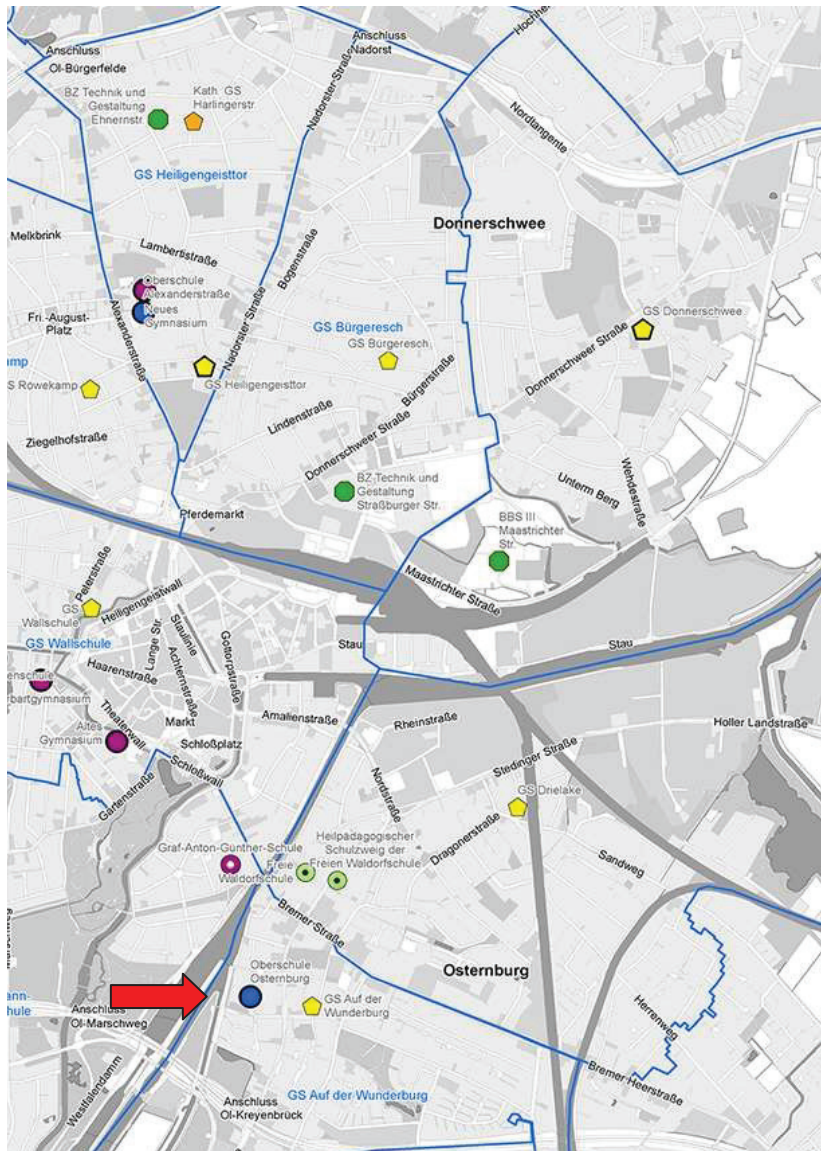 Anschluss
Ol-Bürgerfelde
Anschluss
Nadorst
BZ Technik und
Gestaltung
Ehnernstr.
Kath. GS
Harlingerstr.
Nadorster-Straße
Nordtangente
GS Heiligengeisttor
Melkbrink
Lambertistraße
Bogenstraße
Donnerschwee
Oberschule
Alexanderstraße
Neues
Gymnasium
Fri.-August-
Platz
Alexanderstraße
Nadorster Straße
GS Bürgeresch
GS Bürgeresch
GS Donnerschwee
Donnerschweer Straße
GS Heiligengeisttor
S Röwekamp
Bürgerstraße
Lindenstraße
Donnerschweer Straße
Ziegelhofstraße
BZ Technik und
Gestaltung
Straßburger Str.
Unterm Berg
Wehdestraße
Pferdemarkt
BBS III
Maastrichter
Str.
Maastrichter Straße
Peterstraße
Heiligengeistwall
GS
Wallschule
GS Wallschule
Lange Str.
Staulinie
Achternstraße
Gottorpstraße
Haarenstraße
Stau
Stau
enschule
rbartgymnasium
Theaterwall
Altes
Gymnasium
Markt
Schloßplatz
Amalienstraße
Rheinstraße
Holler Landstraße
Schloßwall
Gartenstraße
Nordstraße
Stedinger Straße
GS Drielake
Dragonerstraße
Sandweg
Graf-Anton-Günther-Schule
Freie
Waldorfschule
Heilpädagogischer
Schulzweig der
Freien Waldorfschule
Bremer Straße
Marschweg
Oberschule
Osternburg
Osternburg
GS Auf der
Wunderburg
Herrenweg
ann-
chule
Anschluss
Ol-Marschweg
Westfalendamm
Anschluss
Ol-Kreyenbrück
GS Auf der Wunderburg
Bremer Heerstraße